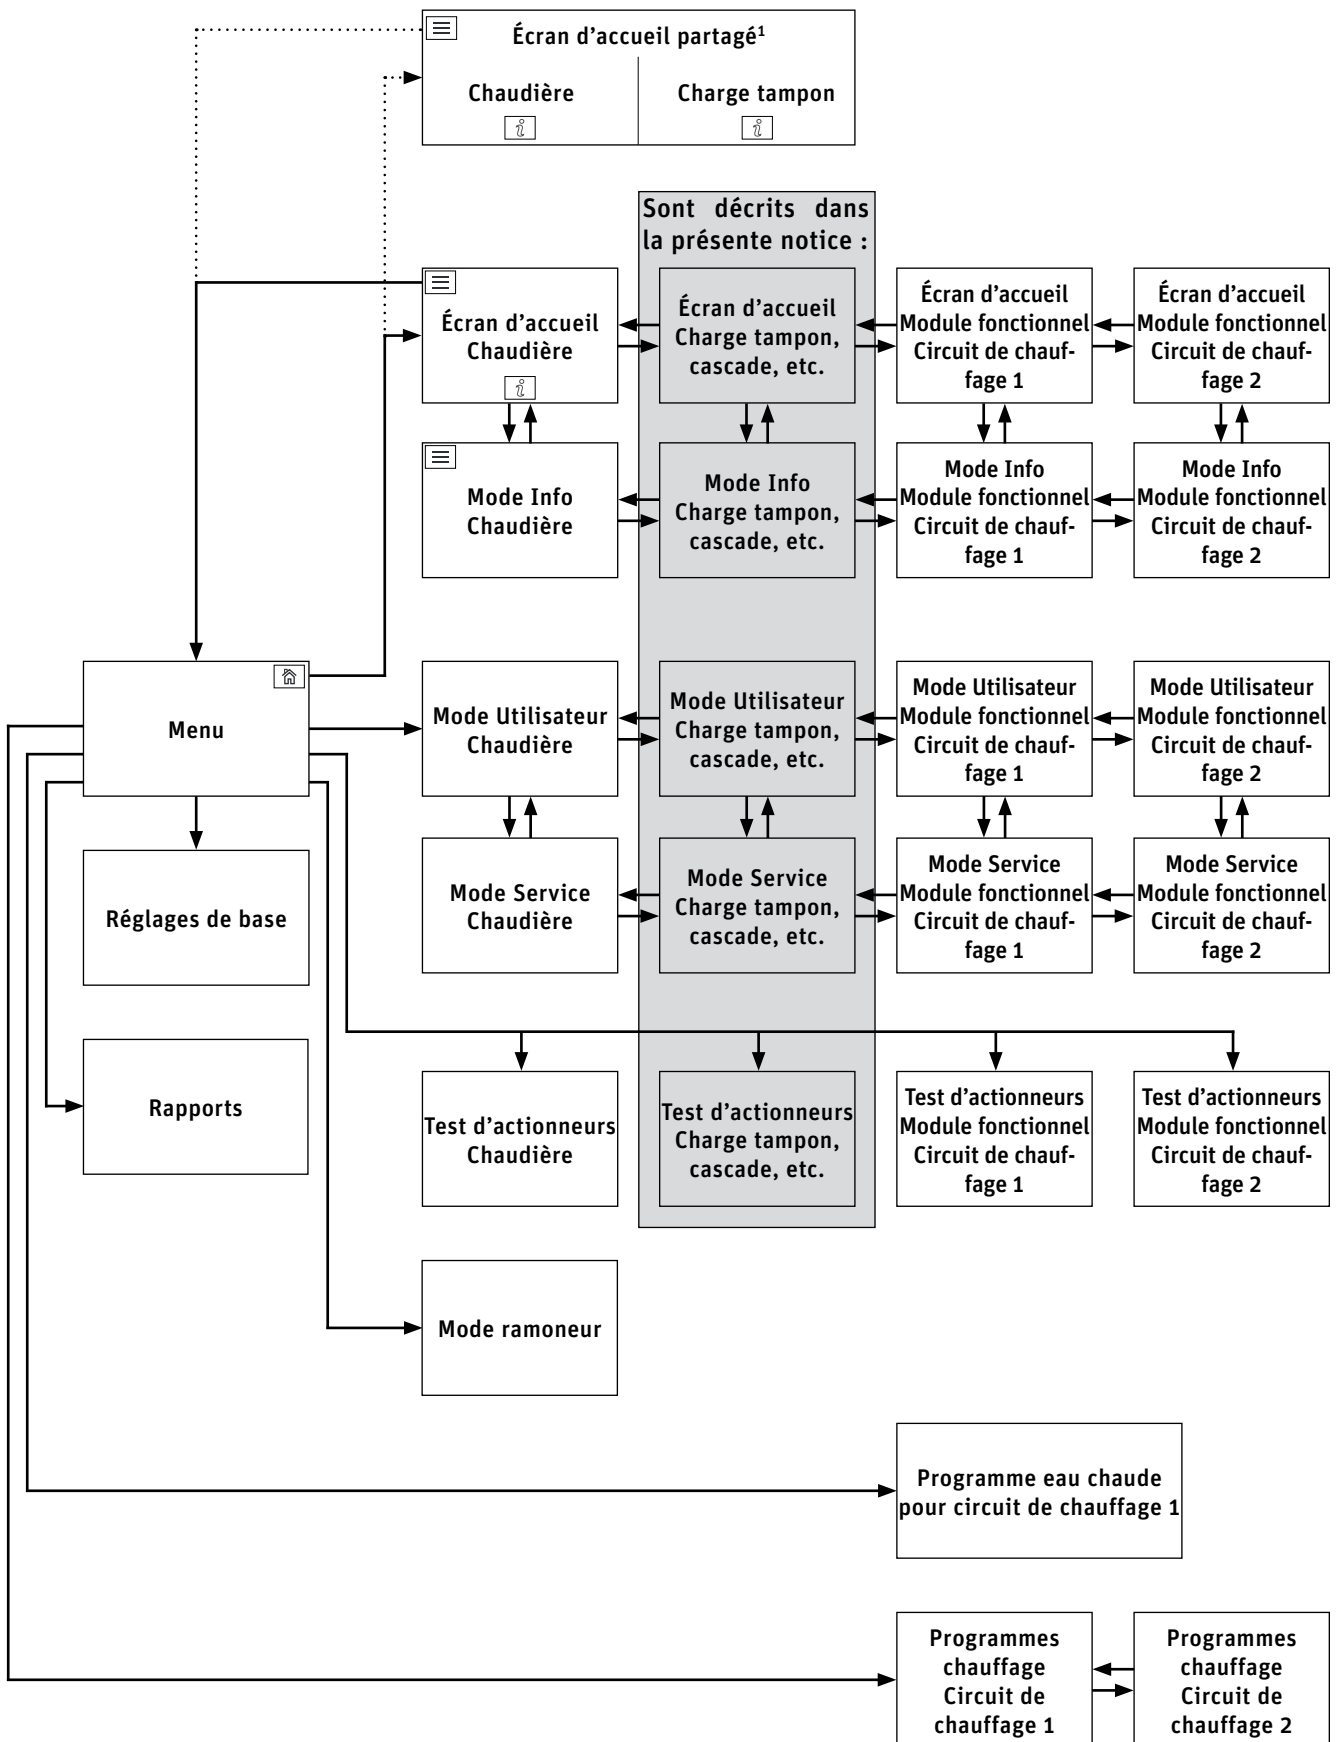 Écran d’accueil partagé¹
Chaudière
Charge tampon
Sont décrits dans
la présente notice :
Écran d’accueil
Chaudière
Écran d’accueil
Charge tampon,
cascade, etc.
Écran d’accueil
Module fonctionnel
Circuit de chauf-
fage 1
Écran d’accueil
Module fonctionnel
Circuit de chauf-
fage 2
Mode Info
Chaudière
Mode Info
Charge tampon,
cascade, etc.
Mode Info
Module fonctionnel
Circuit de chauf-
fage 1
Mode Info
Module fonctionnel
Circuit de chauf-
fage 2
Menu
Mode Utilisateur
Chaudière
Mode Utilisateur
Charge tampon,
cascade, etc.
Mode Utilisateur
Module fonctionnel
Circuit de chauf-
fage 1
Mode Utilisateur
Module fonctionnel
Circuit de chauf-
fage 2
Réglages de base
Mode Service
Chaudière
Mode Service
Charge tampon,
cascade, etc.
Mode Service
Module fonctionnel
Circuit de chauf-
fage 1
Mode Service
Module fonctionnel
Circuit de chauf-
fage 2
Rapports
Test d’actionneurs
Chaudière
Test d’actionneurs
Charge tampon,
cascade, etc.
Test d’actionneurs
Module fonctionnel
Circuit de chauf-
fage 1
Test d’actionneurs
Module fonctionnel
Circuit de chauf-
fage 2
Mode ramoneur
Programme eau chaude
pour circuit de chauffage 1
Programmes
chauffage
Circuit de
chauffage 1
Programmes
chauffage
Circuit de
chauffage 2